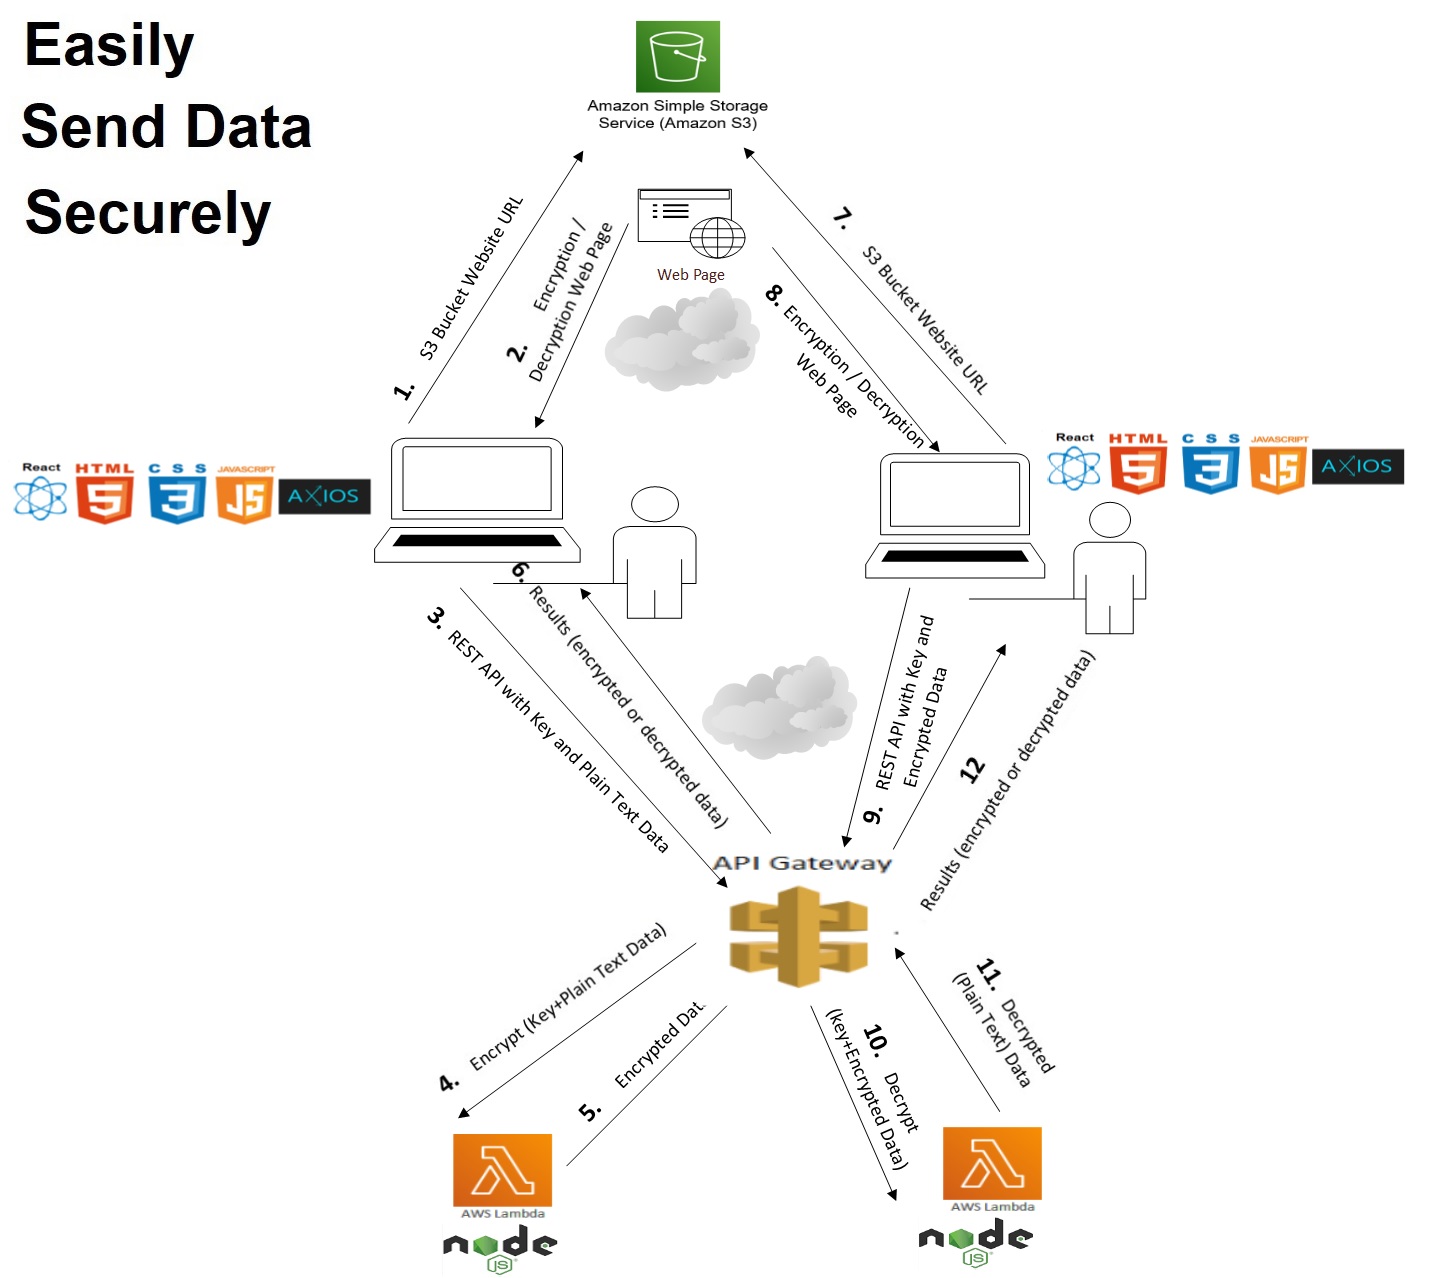 Easily
Send Data
Securely
Amazon Simple Storage
Service (Amazon S3)
1. S3 Bucket Website URL
2. Encryption /
Decryption Web Page
Web Page
7. S3 Bucket Website URL
8. Encryption / Decryption
Web Page
React
HTML
5
CSS
3
JAVASCRIPT
JS
AXIOS
React
HTML
5
CSS
3
JAVASCRIPT
JS
AXIOS
3. REST API with Key and Plain Text Data
6. Results (encrypted or decrypted data)
9. REST API with Key and
Encrypted Data
12
Results (encrypted or decrypted data)
API Gateway
4. Encrypt (Key+Plain Text Data)
5. Encrypted Dat
10. Decrypt
(key+Encrypted Data)
11. Decrypted
(Plain Text) Data
AWS Lambda
node
JS
AWS Lambda
node
JS